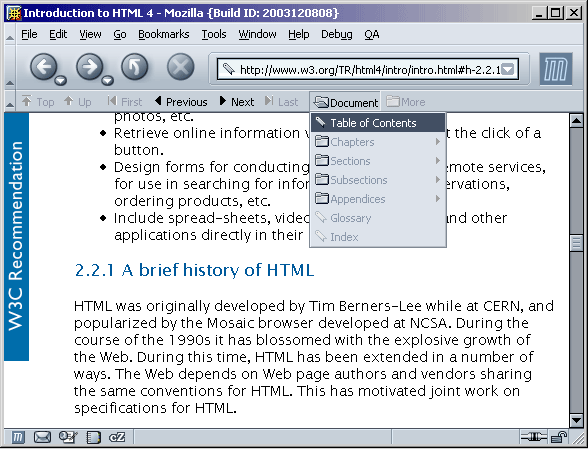 Introduction to HTML 4 - Mozilla {Build ID: 2003120808}
File Edit View Go Bookmarks Tools Window Help Debug QA
http://www.w3.org/TR/html4/intro/intro.html#h-2.2.1
Top Up First Previous Next Last Document More
Table of Contents
Chapters
Sections
Subsections
Appendices
Glossary
Index
W3C Recommendation
photos, etc.
Retrieve online information v t the click of a
button.
Design forms for conducting emote services,
for use in searching for infor ervations,
ordering products, etc.
Include spread-sheets, vide and other
applications directly in their
2.2.1 A brief history of HTML
HTML was originally developed by Tim Berners-Lee while at CERN, and
popularized by the Mosaic browser developed at NCSA. During the
course of the 1990s it has blossomed with the explosive growth of
the Web. During this time, HTML has been extended in a number of
ways. The Web depends on Web page authors and vendors sharing
the same conventions for HTML. This has motivated joint work on
specifications for HTML.
cZ